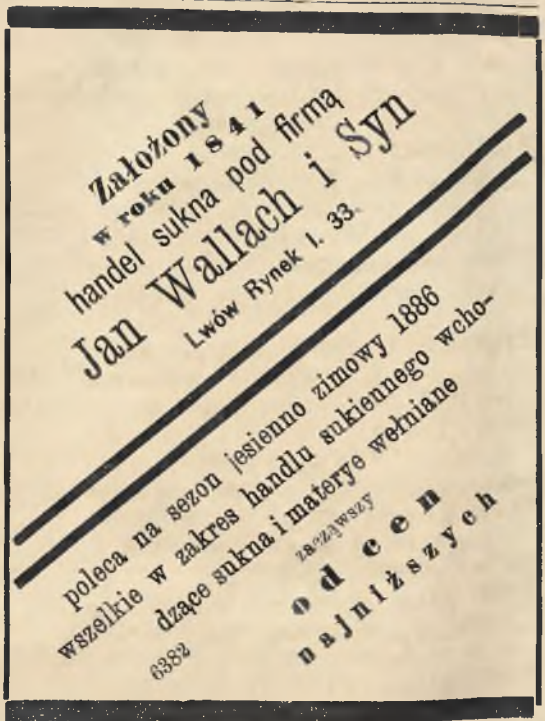 Założony
w roku 1841
handel sukna pod firmą
Jan Wallach i Syn
Lwów Rynek l. 33.
poleca na sezon jesienno zimowy 1886
wszelkie w zakres handlu sukiennego wcho-
dzące sukna i materye wełniane
zacząwszy
od cen
najniższych
6382